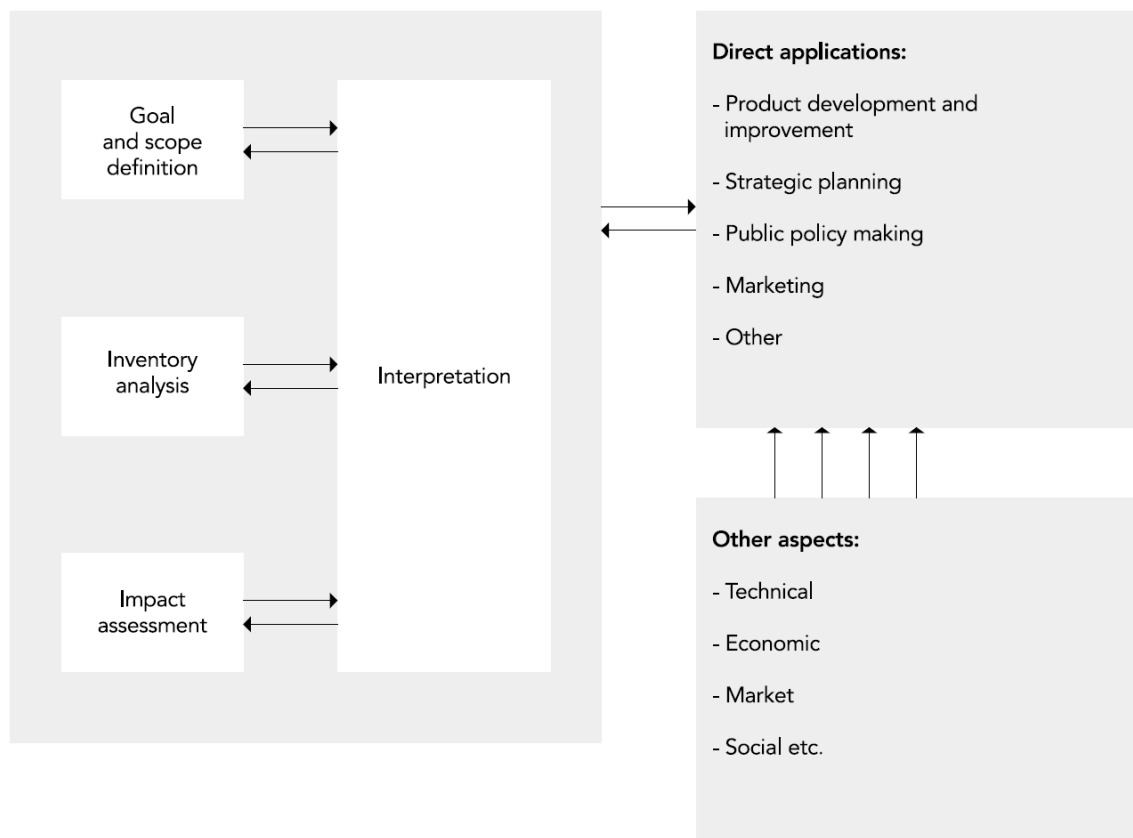 Goal
and scope
definition
Inventory
analysis
Impact
assessment
Interpretation
Direct applications:
- Product development and
improvement
- Strategic planning
- Public policy making
- Marketing
- Other
Other aspects:
- Technical
- Economic
- Market
- Social etc.